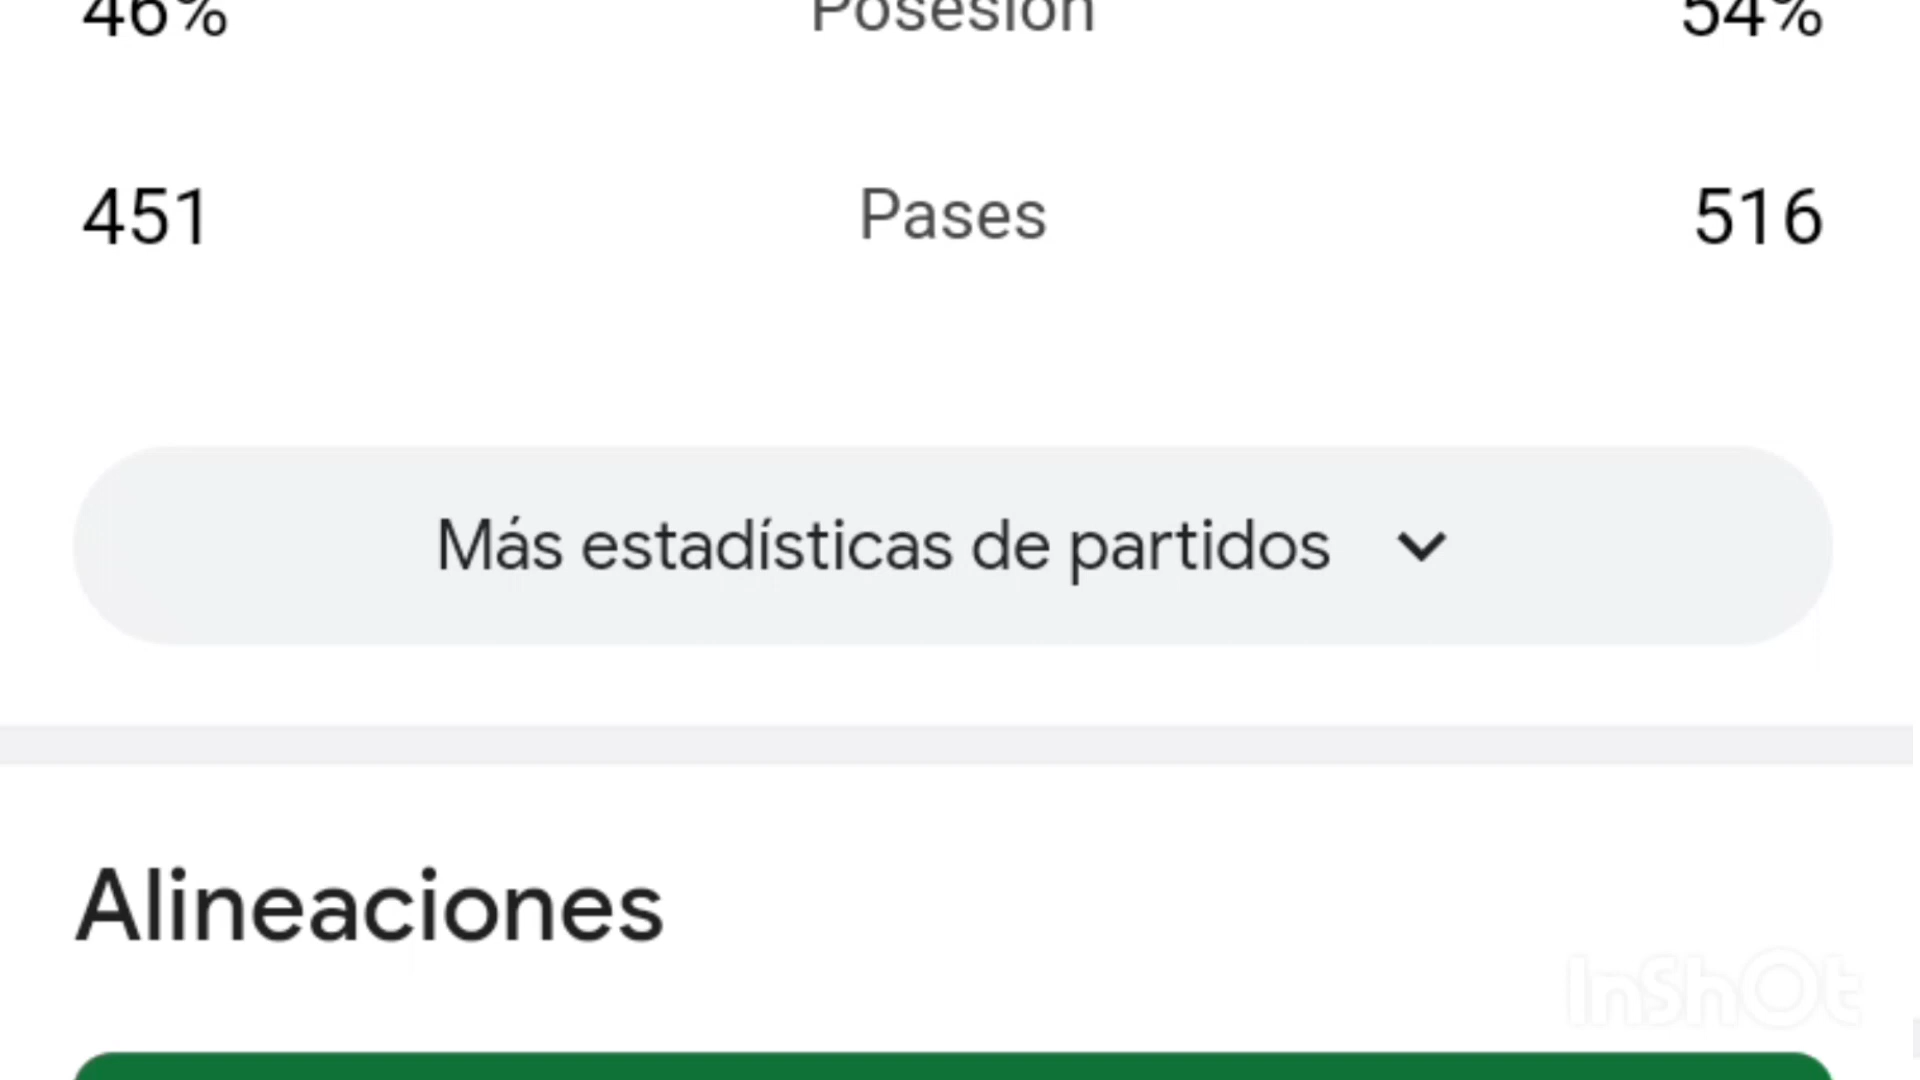 46% Posesión 54%
451 Pases 516
Más estadísticas de partidos
Alineaciones
InShOt